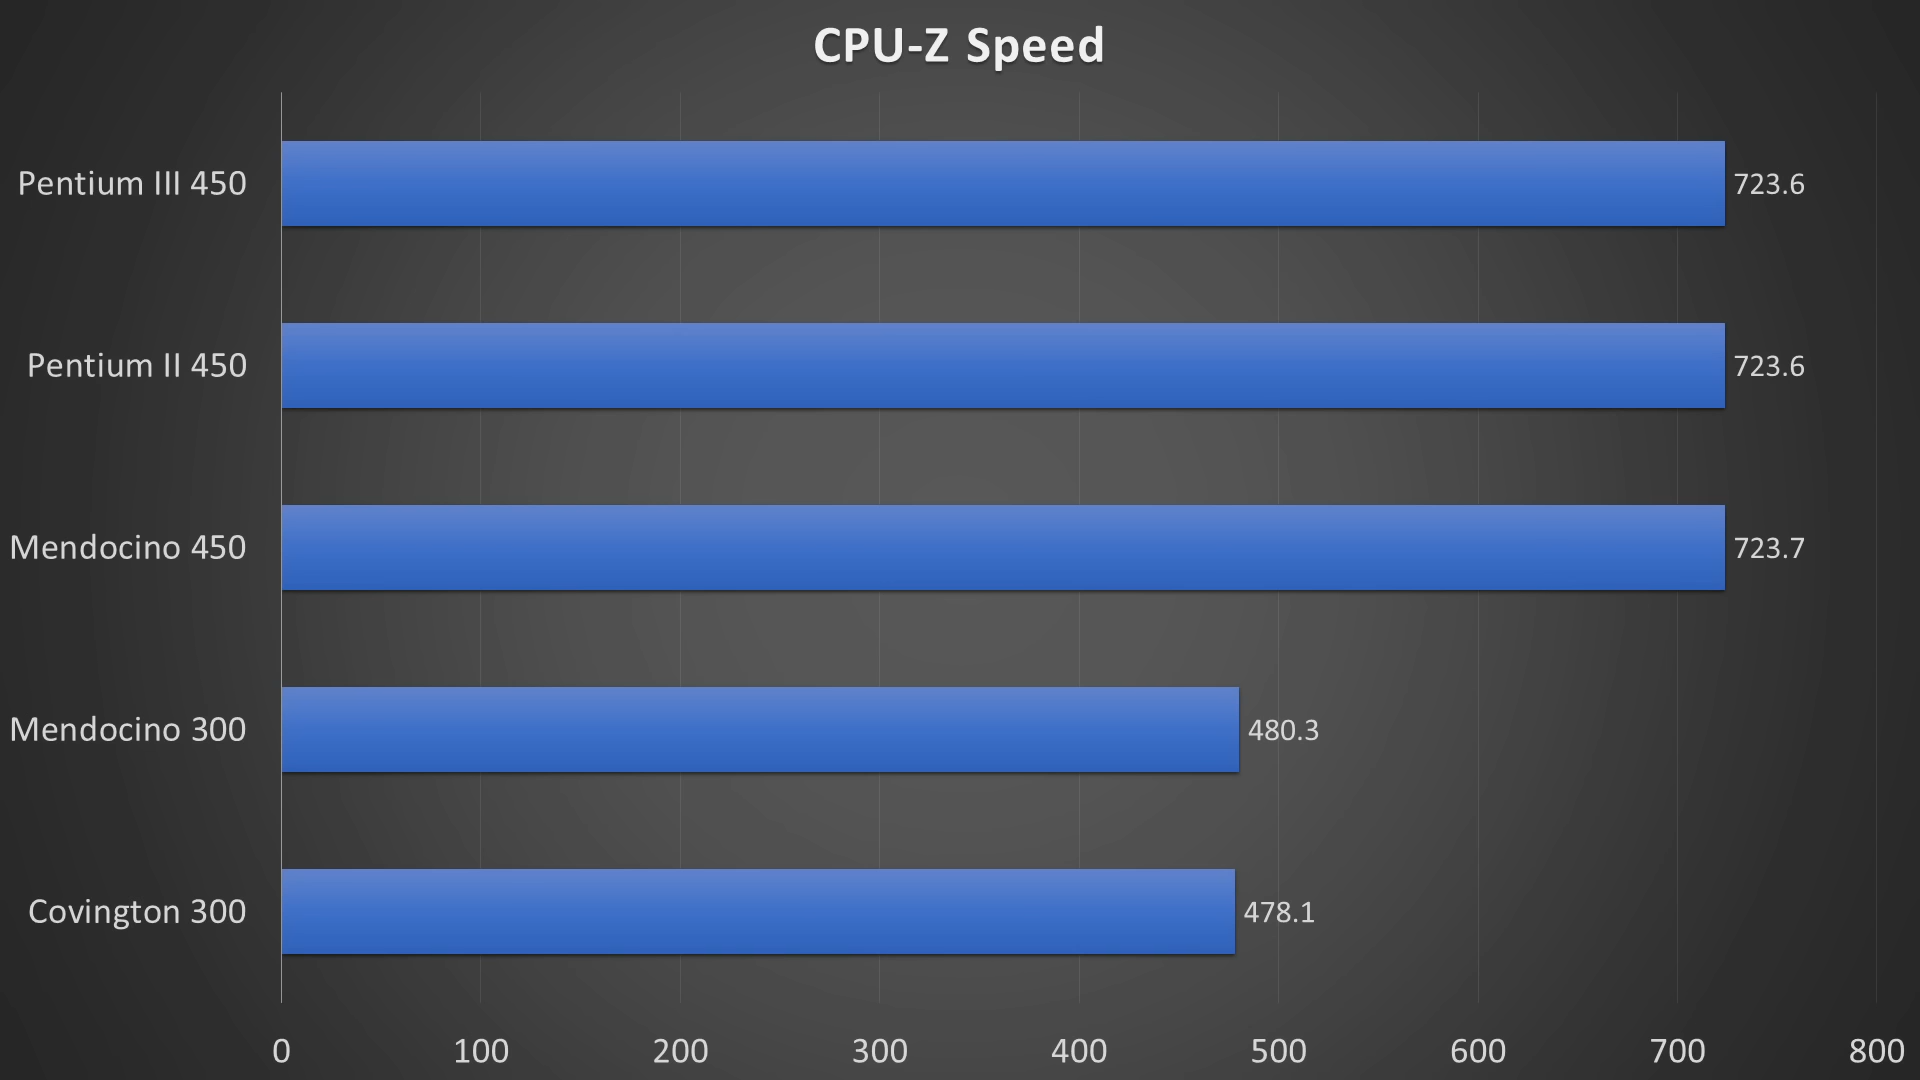 CPU-Z Speed
Pentium III 450
723.6
Pentium II 450
723.6
Mendocino 450
723.7
Mendocino 300
480.3
Covington 300
478.1
0 100 200 300 400 500 600 700 800